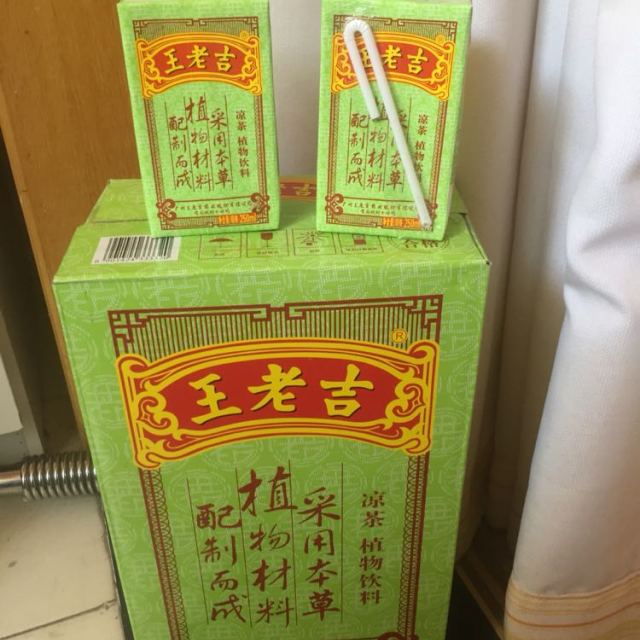 王老吉
凉茶 植物饮料
采用本草
植物材料
配制而成
250ml
王老吉
凉茶 植物饮料
采用本草
植物材料
配制而成
250ml
王老吉
®
凉茶 植物饮料
采用本草
植物材料
配制而成